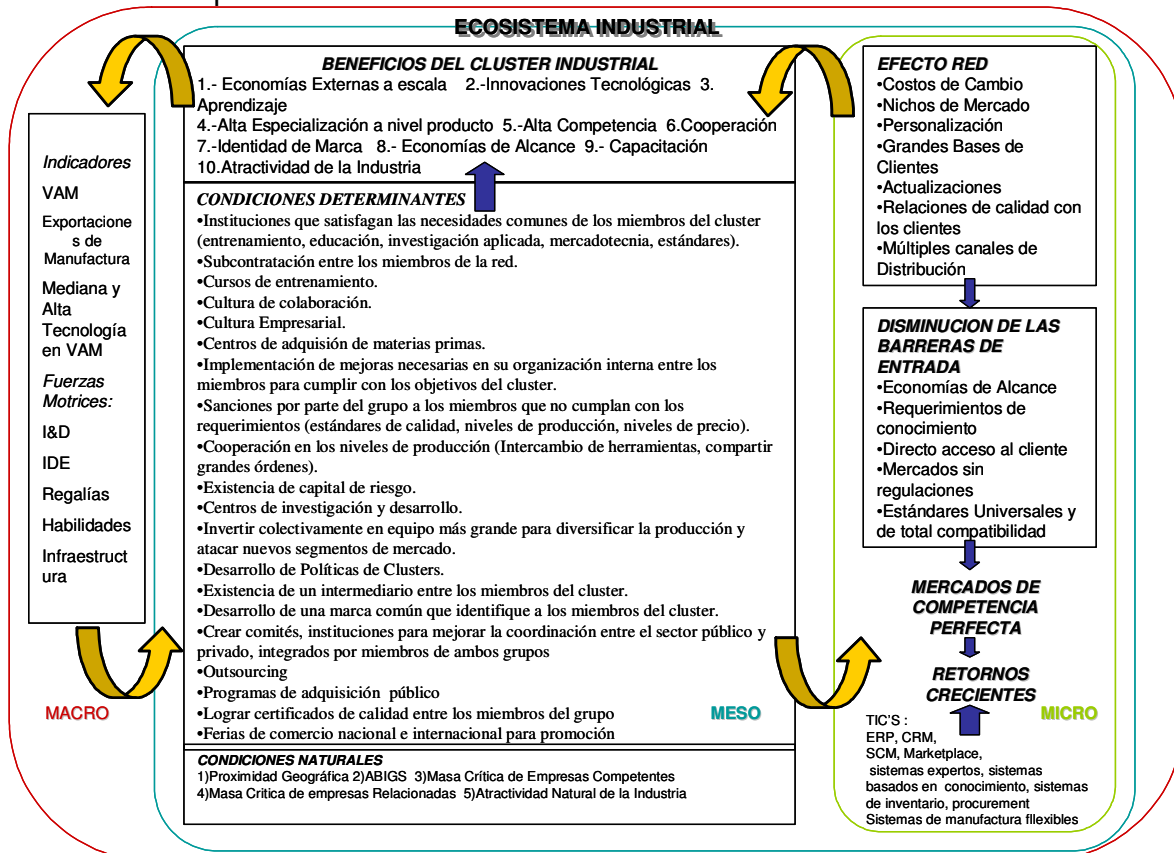 ECOSISTEMA INDUSTRIAL
Indicadores
VAM
Exportacione
s de
Manufactura
Mediana y
Alta
Tecnología
en VAM
Fuerzas
Motrices:
I&D
IDE
Regalías
Habilidades
Infraestruct
ura
MACRO
BENEFICIOS DEL CLUSTER INDUSTRIAL
1.- Economías Externas a escala 2.-Innovaciones Tecnológicas 3.
Aprendizaje
4.-Alta Especialización a nivel producto 5.-Alta Competencia 6.Cooperación
7.-Identidad de Marca 8.- Economías de Alcance 9.- Capacitación
10.Atractividad de la Industria
CONDICIONES DETERMINANTES
•Instituciones que satisfagan las necesidades comunes de los miembros del cluster
(entrenamiento, educación, investigación aplicada, mercadotecnia, estándares).
•Subcontratación entre los miembros de la red.
•Cursos de entrenamiento.
•Cultura de colaboración.
•Cultura Empresarial.
•Centros de adquisión de materias primas.
•Implementación de mejoras necesarias en su organización interna entre los
miembros para cumplir con los objetivos del cluster.
•Sanciones por parte del grupo a los miembros que no cumplan con los
requerimientos (estándares de calidad, niveles de producción, niveles de precio).
•Cooperación en los niveles de producción (Intercambio de herramientas, compartir
grandes órdenes).
•Existencia de capital de riesgo.
•Centros de investigación y desarrollo.
•Invertir colectivamente en equipo más grande para diversificar la producción y
atacar nuevos segmentos de mercado.
•Desarrollo de Políticas de Clusters.
•Existencia de un intermediario entre los miembros del cluster.
•Desarrollo de una marca común que identifique a los miembros del cluster.
•Crear comités, instituciones para mejorar la coordinación entre el sector público y
privado, integrados por miembros de ambos grupos
•Outsourcing
•Programas de adquisición público
•Lograr certificados de calidad entre los miembros del grupo
•Ferias de comercio nacional e internacional para promoción
MESO
CONDICIONES NATURALES
1)Proximidad Geográfica 2)ABIGS 3)Masa Crítica de Empresas Competentes
4)Masa Critica de empresas Relacionadas 5)Atractividad Natural de la Industria
EFECTO RED
•Costos de Cambio
•Nichos de Mercado
•Personalización
•Grandes Bases de
Clientes
•Actualizaciones
•Relaciones de calidad con
los clientes
•Múltiples canales de
Distribución
DISMINUCION DE LAS
BARRERAS DE
ENTRADA
•Economías de Alcance
•Requerimientos de
conocimiento
•Directo acceso al cliente
•Mercados sin
regulaciones
•Estándares Universales y
de total compatibilidad
MERCADOS DE
COMPETENCIA
PERFECTA
RETORNOS
CRECIENTES
MICRO
TIC'S :
ERP, CRM,
SCM, Marketplace,
sistemas expertos, sistemas
basados en conocimiento, sistemas
de inventario, procurement
Sistemas de manufactura fllexibles